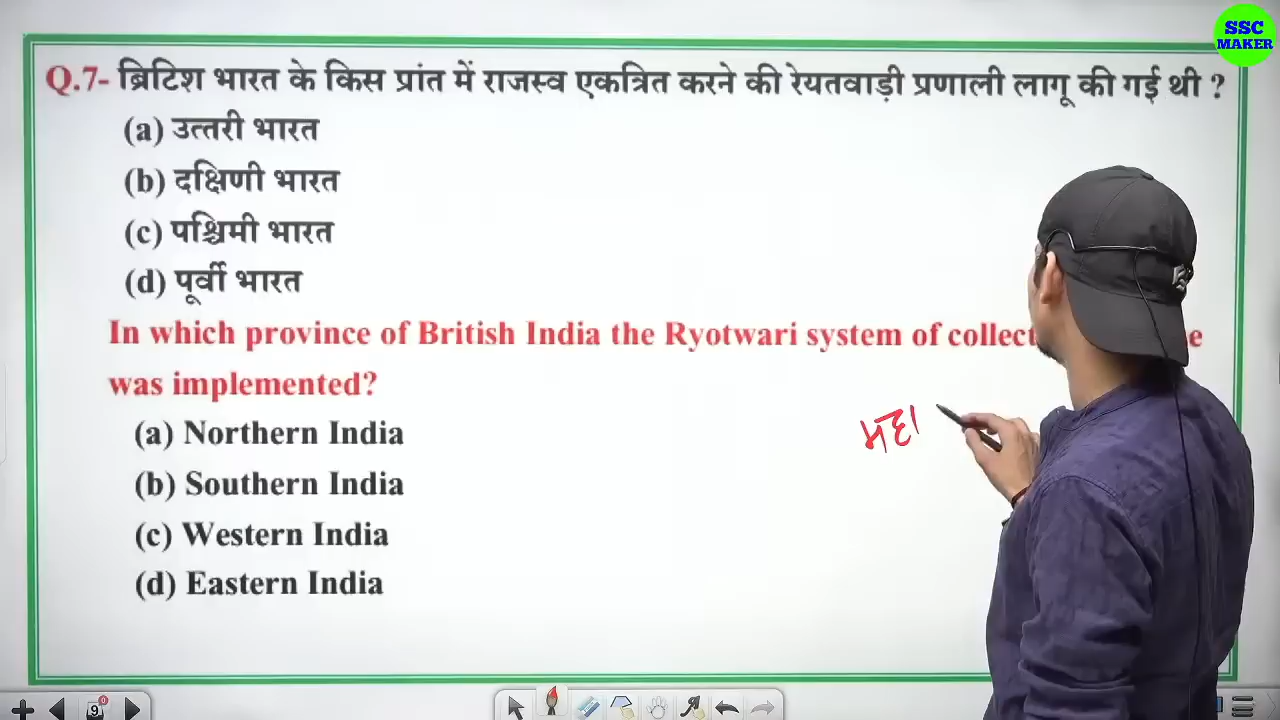 SSC
MAKER
Q.7- ब्रिटिश भारत के किस प्रांत में राजस्व एकत्रित करने की रेयतवाड़ी प्रणाली लागू की गई थी ?
(a) उत्तरी भारत
(b) दक्षिणी भारत
(c) पश्चिमी भारत
(d) पूर्वी भारत
In which province of British India the Ryotwari system of collect e
was implemented?
महा
(a) Northern India
(b) Southern India
(c) Western India
(d) Eastern India
9
0